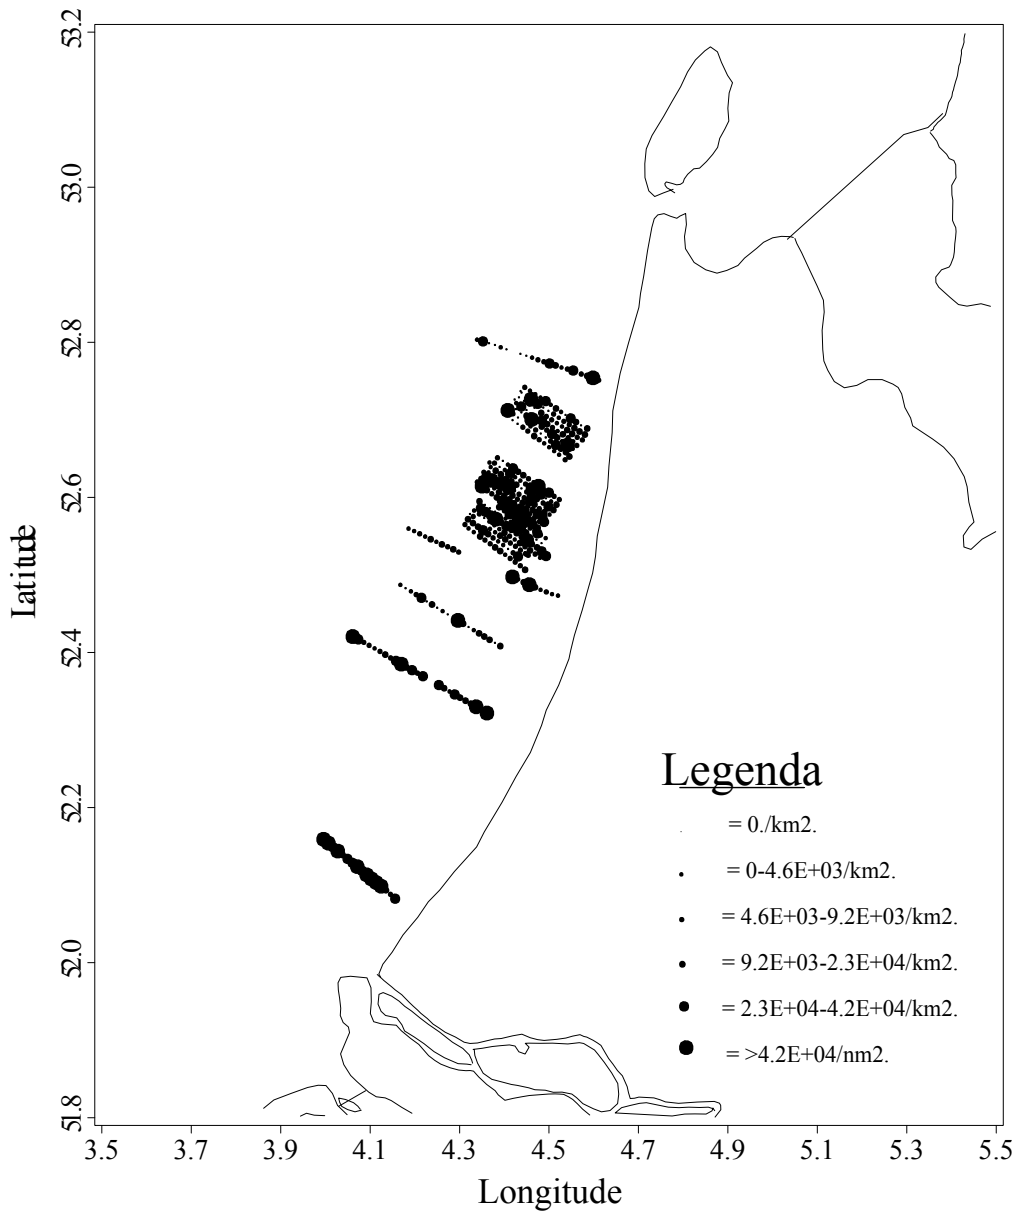 53.2
53.0
52.8
52.6
52.4
52.2
52.0
51.8
Latitude
Legenda
= 0./km2.
= 0-4.6E+03/km2.
= 4.6E+03-9.2E+03/km2.
= 9.2E+03-2.3E+04/km2.
= 2.3E+04-4.2E+04/km2.
= >4.2E+04/nm2.
3.5 3.7 3.9 4.1 4.3 4.5 4.7 4.9 5.1 5.3 5.5
Longitude